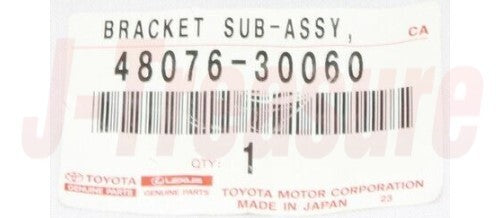 BRACKET SUB-ASSY, CA
48076-30060
QTY: 1
TOYOTA LEXUS
GENUINE PARTS GENUINE PARTS
TOYOTA MOTOR CORPORATION
MADE IN JAPAN 23
J-Treasure